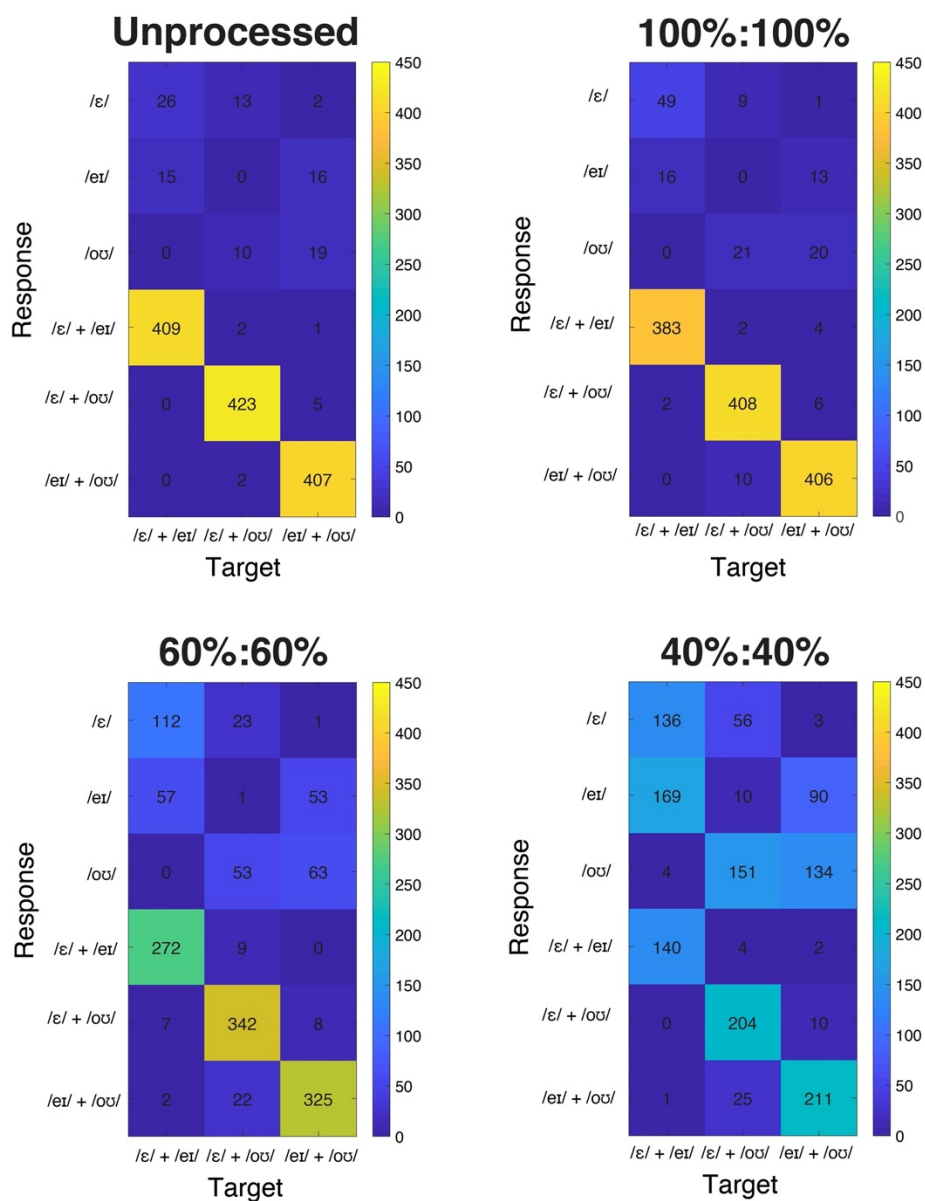 Unprocessed
450
400
350
300
250
200
150
100
50
0
/ɛ/ 26 13 2
/eɪ/ 15 0 16
/oʊ/ 0 10 19
/ɛ/ + /eɪ/ 409 2 1
/ɛ/ + /oʊ/ 0 423 5
/eɪ/ + /oʊ/ 0 2 407
/ɛ/ + /eɪ/ /ɛ/ + /oʊ/ /eɪ/ + /oʊ/
Response
Target
100%:100%
450
400
350
300
250
200
150
100
50
0
/ɛ/ 49 9 1
/eɪ/ 16 0 13
/oʊ/ 0 21 20
/ɛ/ + /eɪ/ 383 2 4
/ɛ/ + /oʊ/ 2 408 6
/eɪ/ + /oʊ/ 0 10 406
/ɛ/ + /eɪ/ /ɛ/ + /oʊ/ /eɪ/ + /oʊ/
Response
Target
60%:60%
450
400
350
300
250
200
150
100
50
0
/ɛ/ 112 23 1
/eɪ/ 57 1 53
/oʊ/ 0 53 63
/ɛ/ + /eɪ/ 272 9 0
/ɛ/ + /oʊ/ 7 342 8
/eɪ/ + /oʊ/ 2 22 325
/ɛ/ + /eɪ/ /ɛ/ + /oʊ/ /eɪ/ + /oʊ/
Response
Target
40%:40%
450
400
350
300
250
200
150
100
50
0
/ɛ/ 136 56 3
/eɪ/ 169 10 90
/oʊ/ 4 151 134
/ɛ/ + /eɪ/ 140 4 2
/ɛ/ + /oʊ/ 0 204 10
/eɪ/ + /oʊ/ 1 25 211
/ɛ/ + /eɪ/ /ɛ/ + /oʊ/ /eɪ/ + /oʊ/
Response
Target